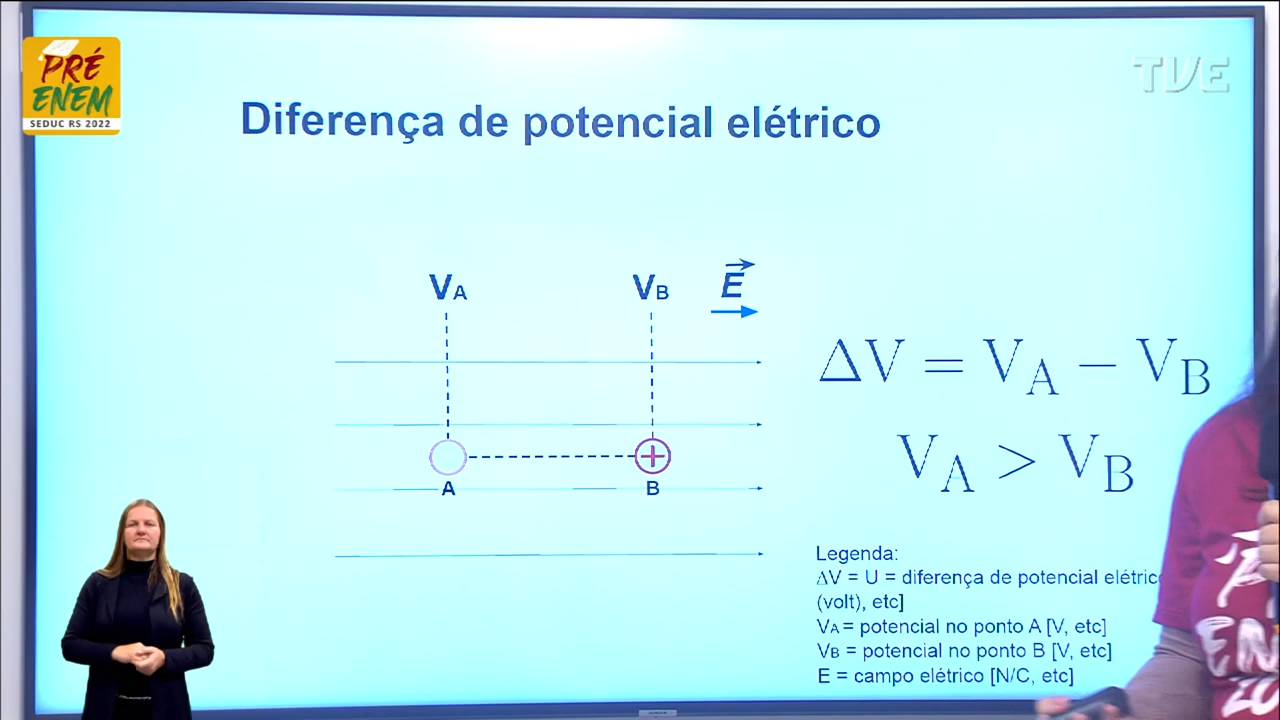 PRÉ
ENEM
SEDUC RS 2022
TVE
Diferença de potencial elétrico
VA
VB
E
ΔV = VA − VB
VA > VB
A
B
Legenda:
ΔV = U = diferença de potencial elétric
(volt), etc]
VA = potencial no ponto A [V, etc]
VB = potencial no ponto B [V, etc]
E = campo elétrico [N/C, etc]